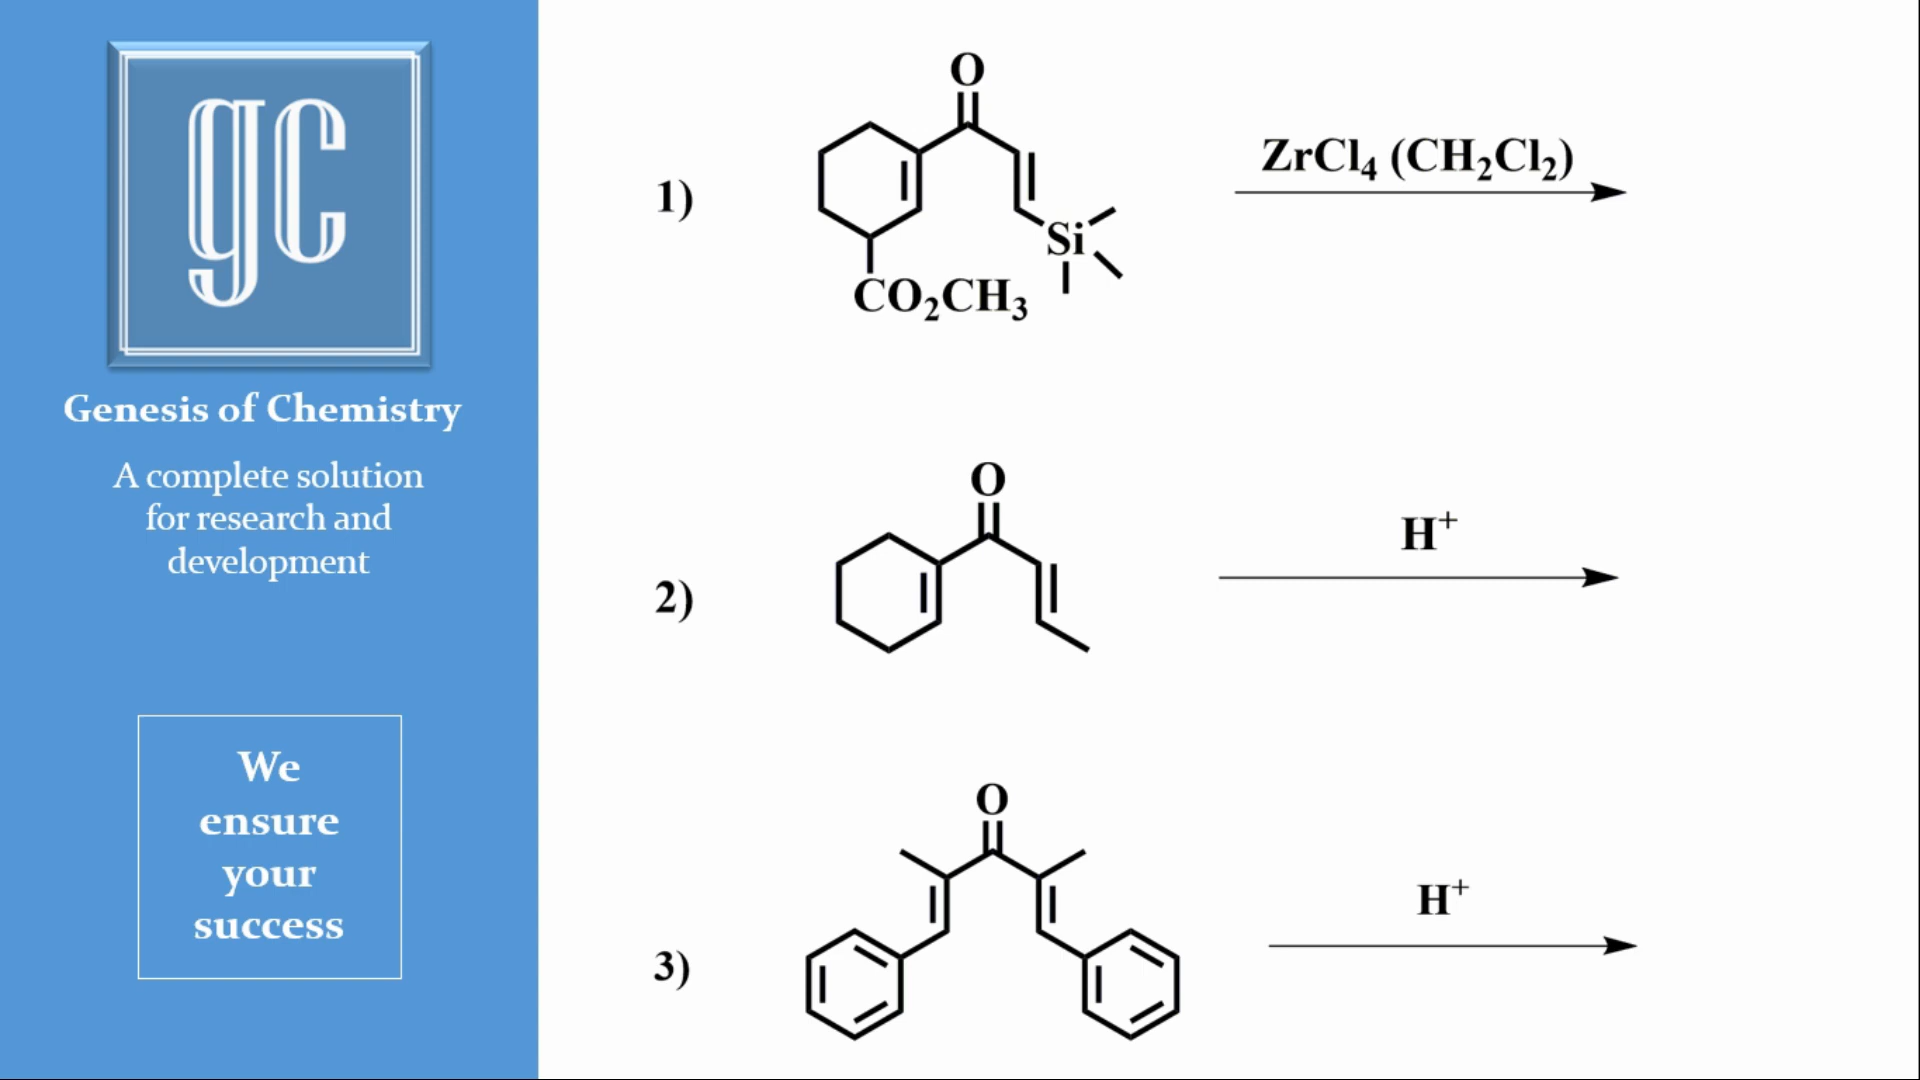 gc
Genesis of Chemistry
A complete solution
for research and
development
We
ensure
your
success
1)
O
Si
CO₂CH₃
ZrCl₄ (CH₂Cl₂)
2)
O
H⁺
3)
O
H⁺